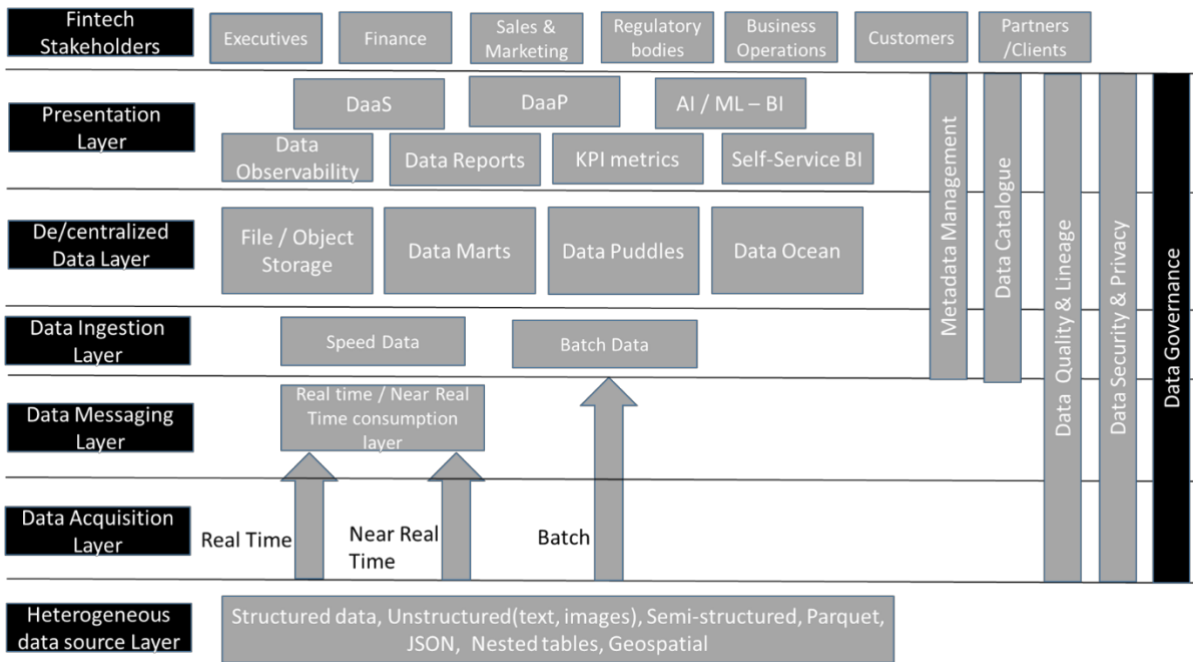 Fintech
Stakeholders
Executives
Finance
Sales &
Marketing
Regulatory
bodies
Business
Operations
Customers
Partners
/Clients
Presentation
Layer
DaaS
DaaP
AI / ML – BI
Data
Observability
Data Reports
KPI metrics
Self-Service BI
De/centralized
Data Layer
File / Object
Storage
Data Marts
Data Puddles
Data Ocean
Data Ingestion
Layer
Speed Data
Batch Data
Data Messaging
Layer
Real time / Near Real
Time consumption
layer
Data Acquisition
Layer
Real Time
Near Real
Time
Batch
Heterogeneous
data source Layer
Structured data, Unstructured(text, images), Semi-structured, Parquet,
JSON, Nested tables, Geospatial
Metadata Management
Data Catalogue
Data Quality & Lineage
Data Security & Privacy
Data Governance